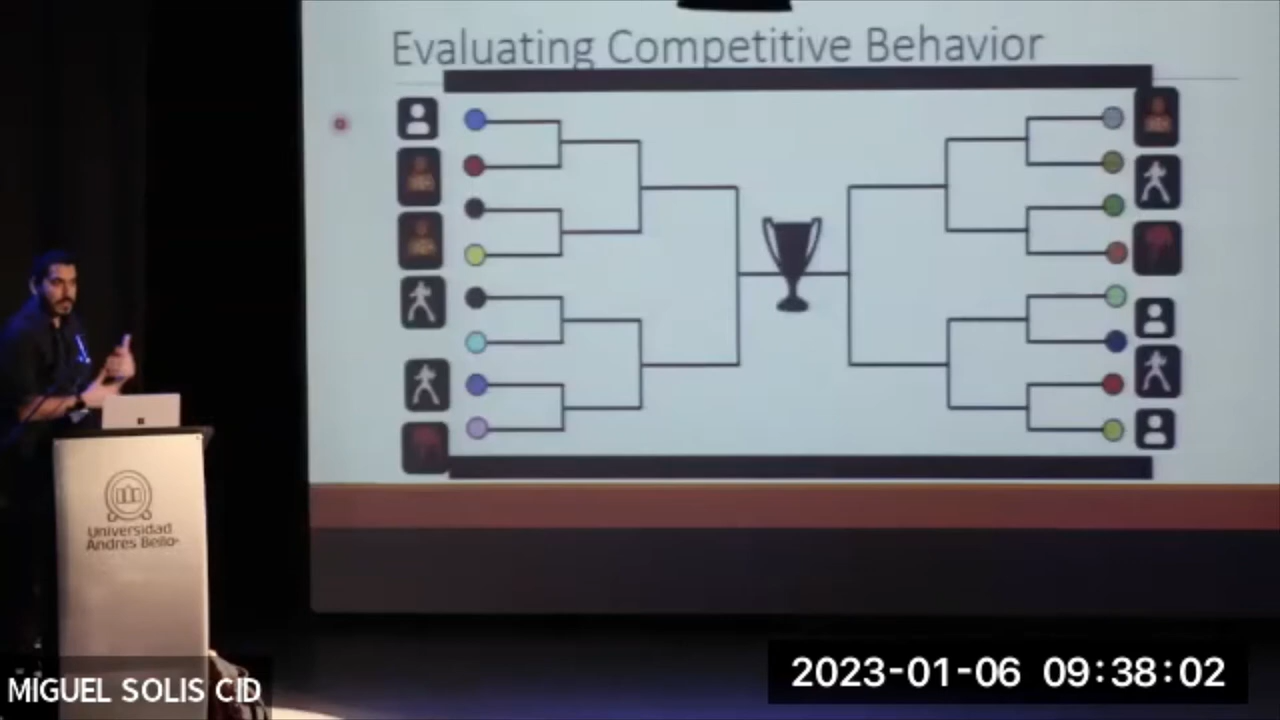 Evaluating Competitive Behavior
Universidad
Andres Bello
MIGUEL SOLIS CID
2023-01-06 09:38:02